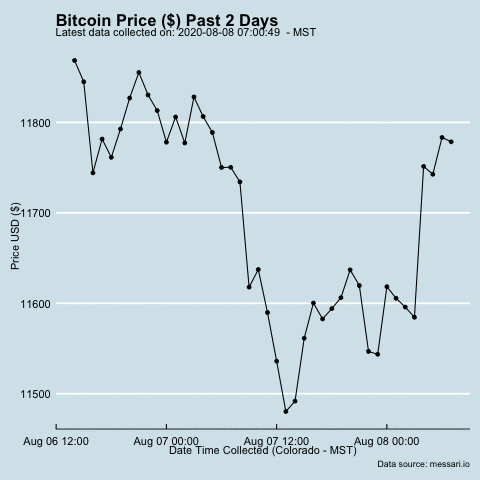 Bitcoin Price ($) Past 2 Days
Latest data collected on: 2020-08-08 07:00:49 - MST
Price USD ($)
11800
11700
11600
11500
Aug 06 12:00 Aug 07 00:00 Aug 07 12:00 Aug 08 00:00
Date Time Collected (Colorado - MST)
Data source: messari.io